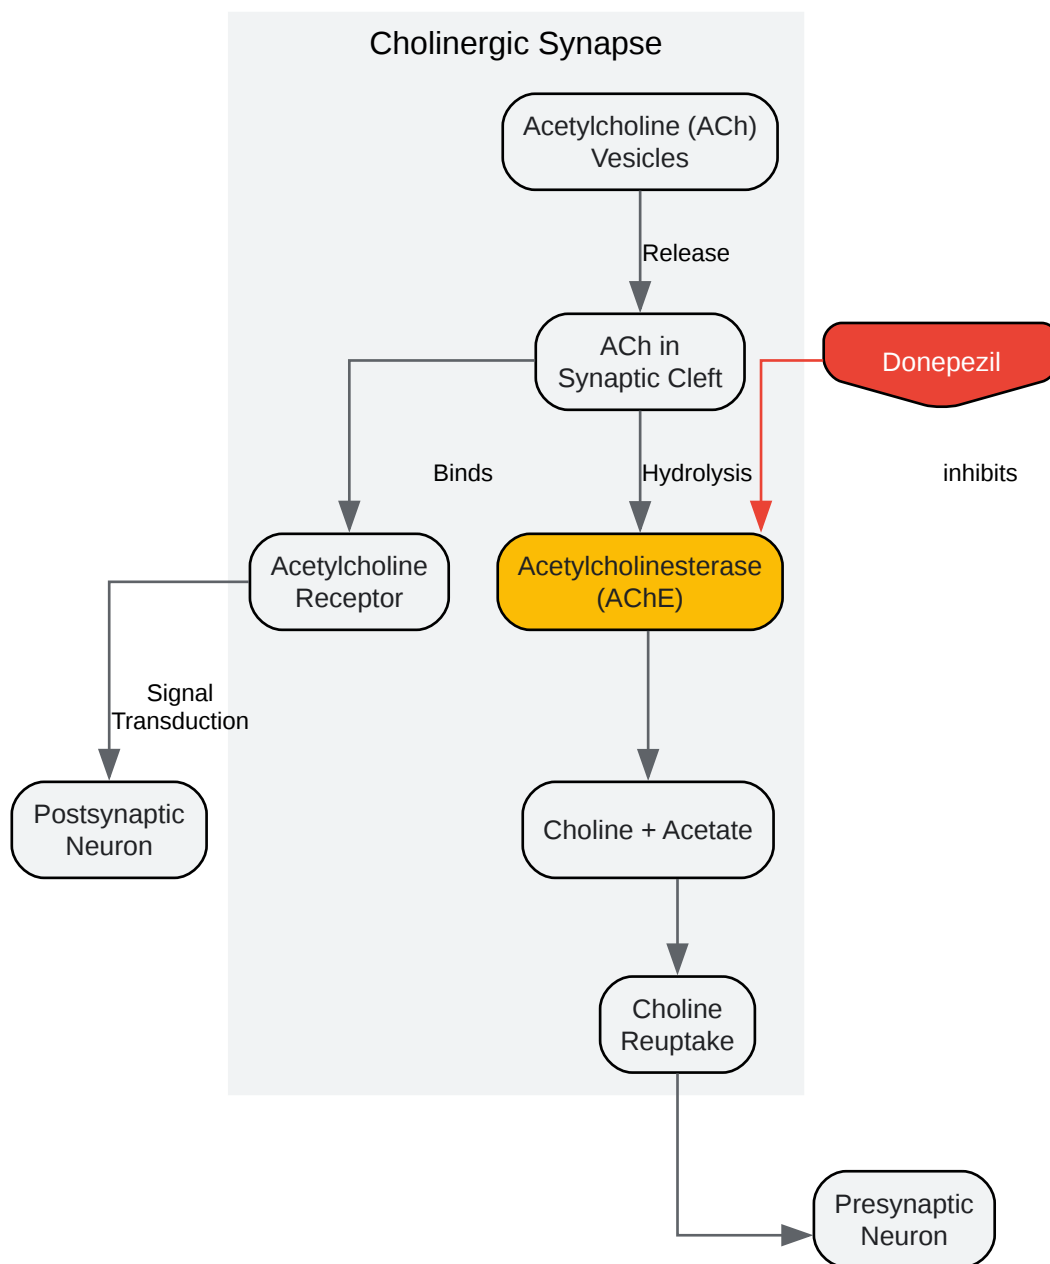 Cholinergic Synapse
Acetylcholine (ACh)
Vesicles
Release
ACh in
Synaptic Cleft
Donepezil
Binds
Hydrolysis
inhibits
Acetylcholine
Receptor
Acetylcholinesterase
(AChE)
Signal
Transduction
Postsynaptic
Neuron
Choline + Acetate
Choline
Reuptake
Presynaptic
Neuron